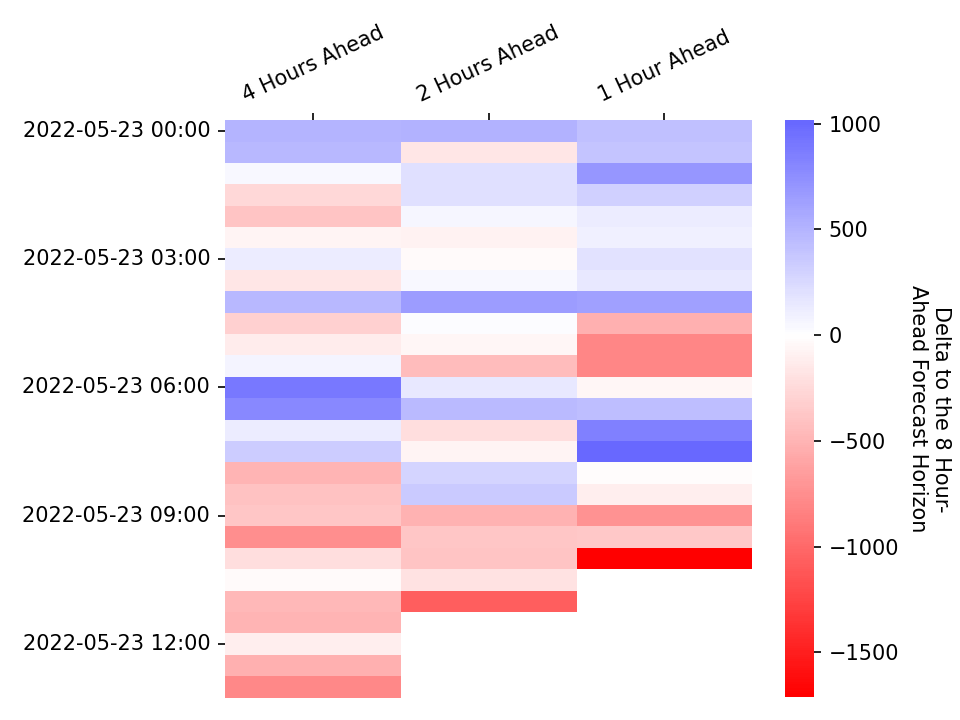 4 Hours Ahead
2 Hours Ahead
1 Hour Ahead
2022-05-23 00:00
2022-05-23 03:00
2022-05-23 06:00
2022-05-23 09:00
2022-05-23 12:00
1000
500
0
−500
−1000
−1500
Delta to the 8 Hour-
Ahead Forecast Horizon